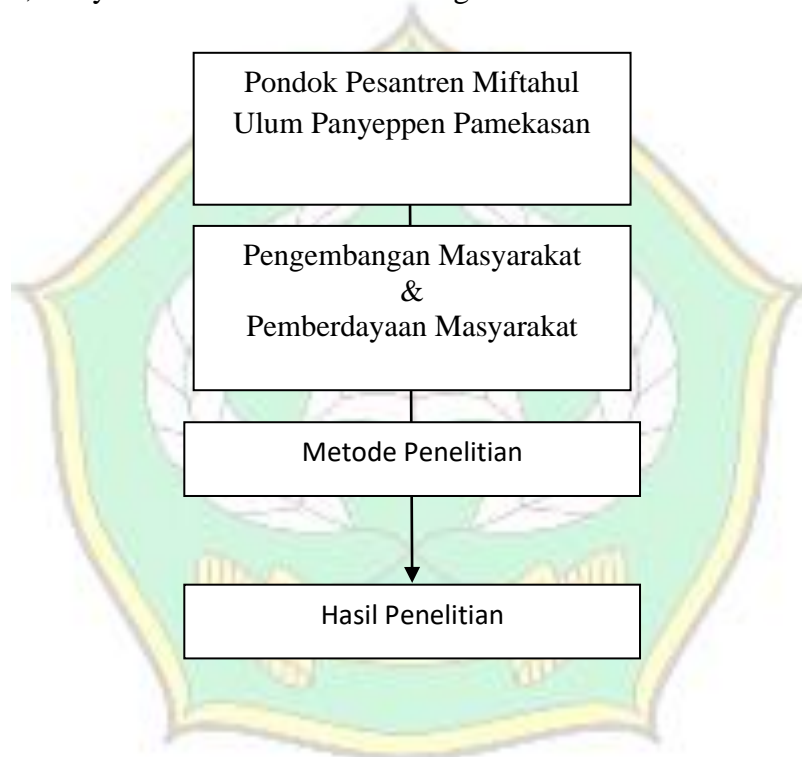 Pondok Pesantren Miftahul
Ulum Panyeppen Pamekasan
Pengembangan Masyarakat
&
Pemberdayaan Masyarakat
Metode Penelitian
Hasil Penelitian